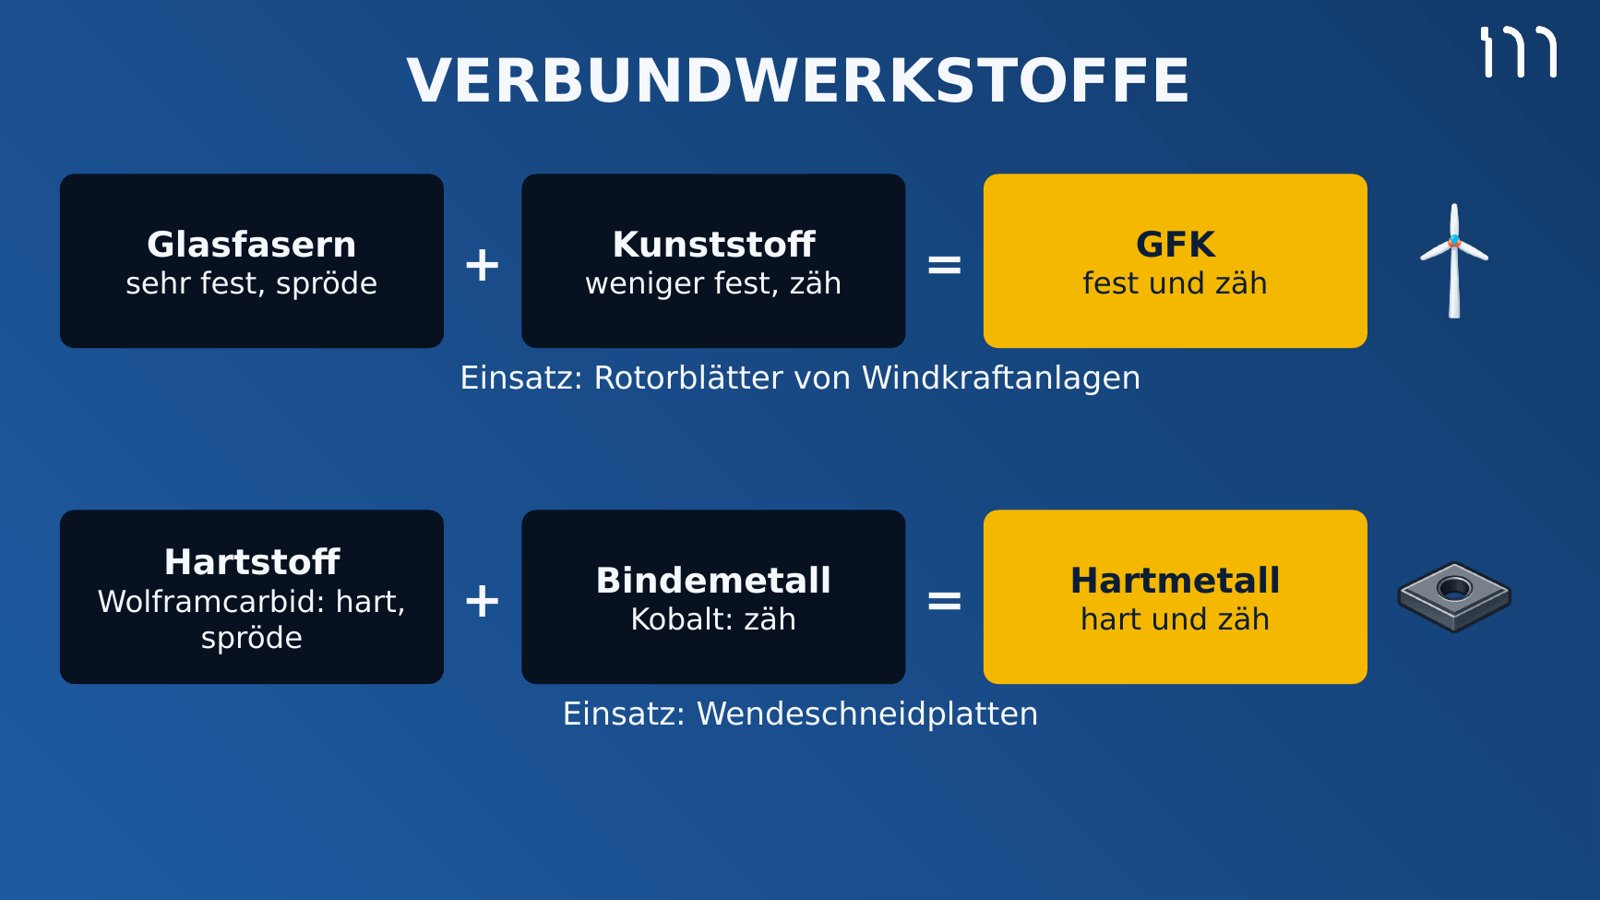 VERBUNDWERKSTOFFE
Glasfasern
sehr fest, spröde
+
Kunststoff
weniger fest, zäh
=
GFK
fest und zäh
Einsatz: Rotorblätter von Windkraftanlagen
Hartstoff
Wolframcarbid: hart,
spröde
+
Bindemetall
Kobalt: zäh
=
Hartmetall
hart und zäh
Einsatz: Wendeschneidplatten